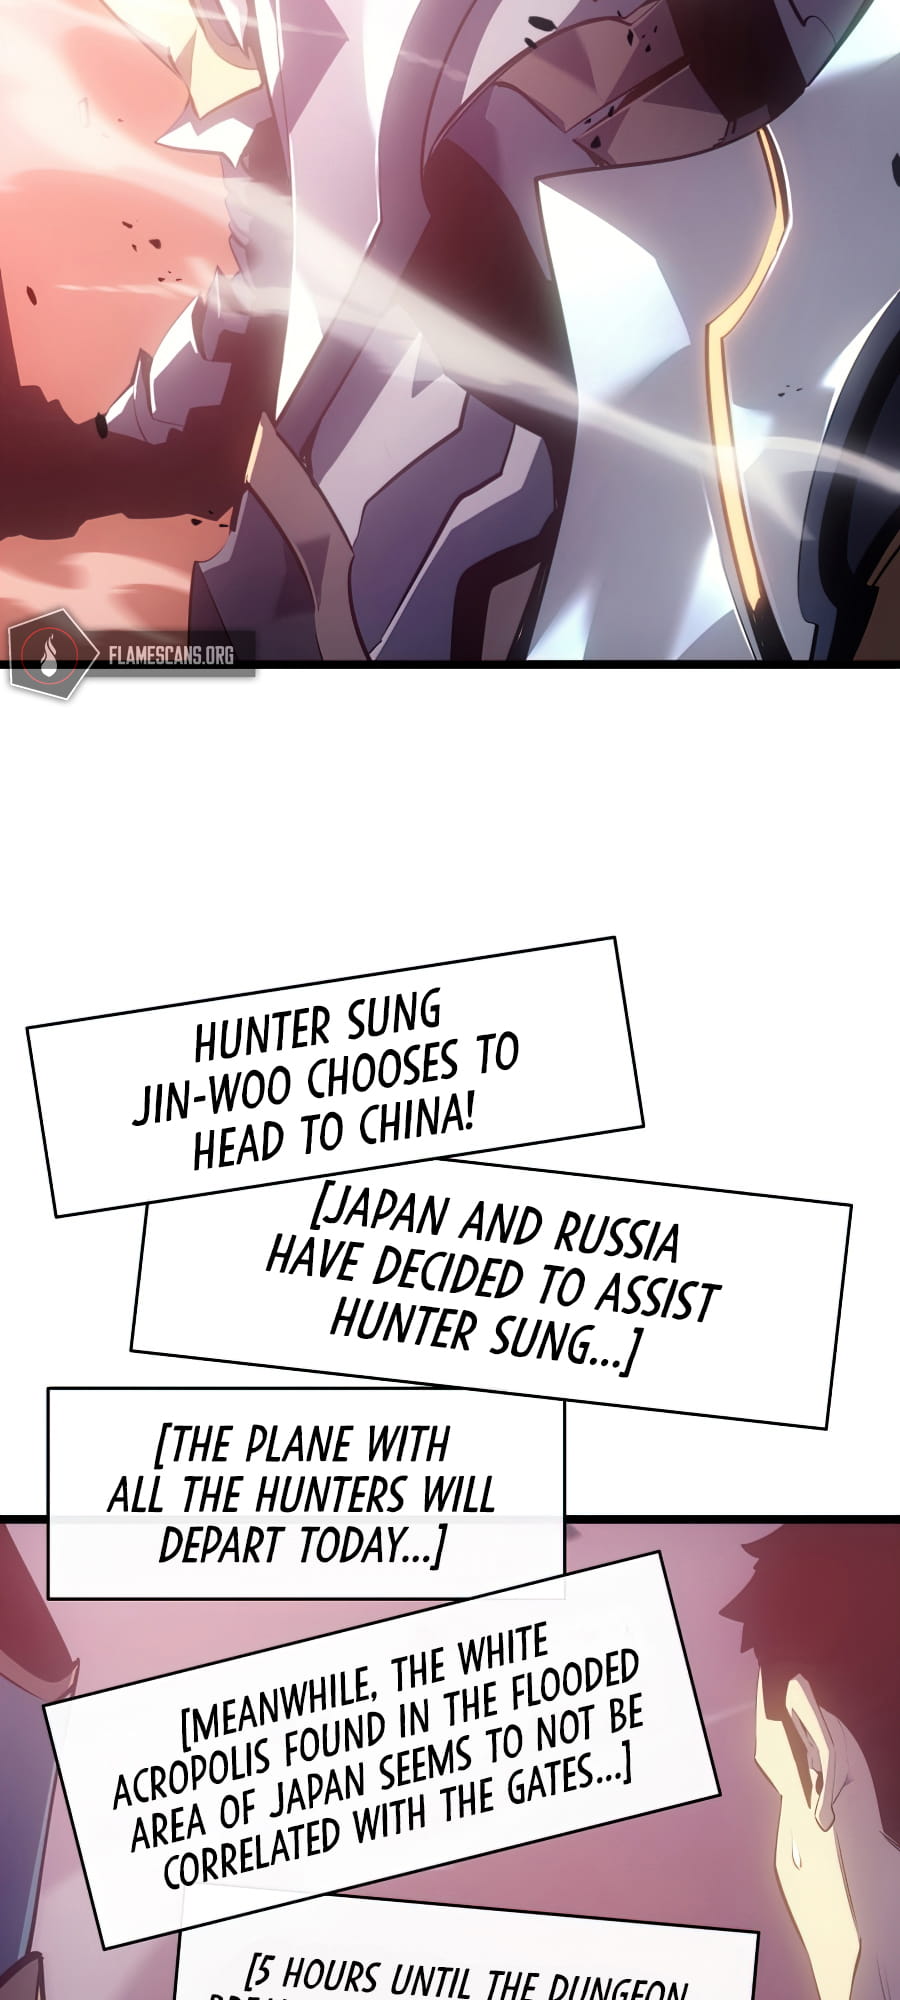 FLAMESCANS.ORG
HUNTER SUNG
JIN-WOO CHOOSES TO
HEAD TO CHINA!
[JAPAN AND RUSSIA
HAVE DECIDED TO ASSIST
HUNTER SUNG...]
[THE PLANE WITH
ALL THE HUNTERS WILL
DEPART TODAY...]
[MEANWHILE, THE WHITE
ACROPOLIS FOUND IN THE FLOODED
AREA OF JAPAN SEEMS TO NOT BE
CORRELATED WITH THE GATES...]
[5 HOURS UNTIL THE DUNGEON